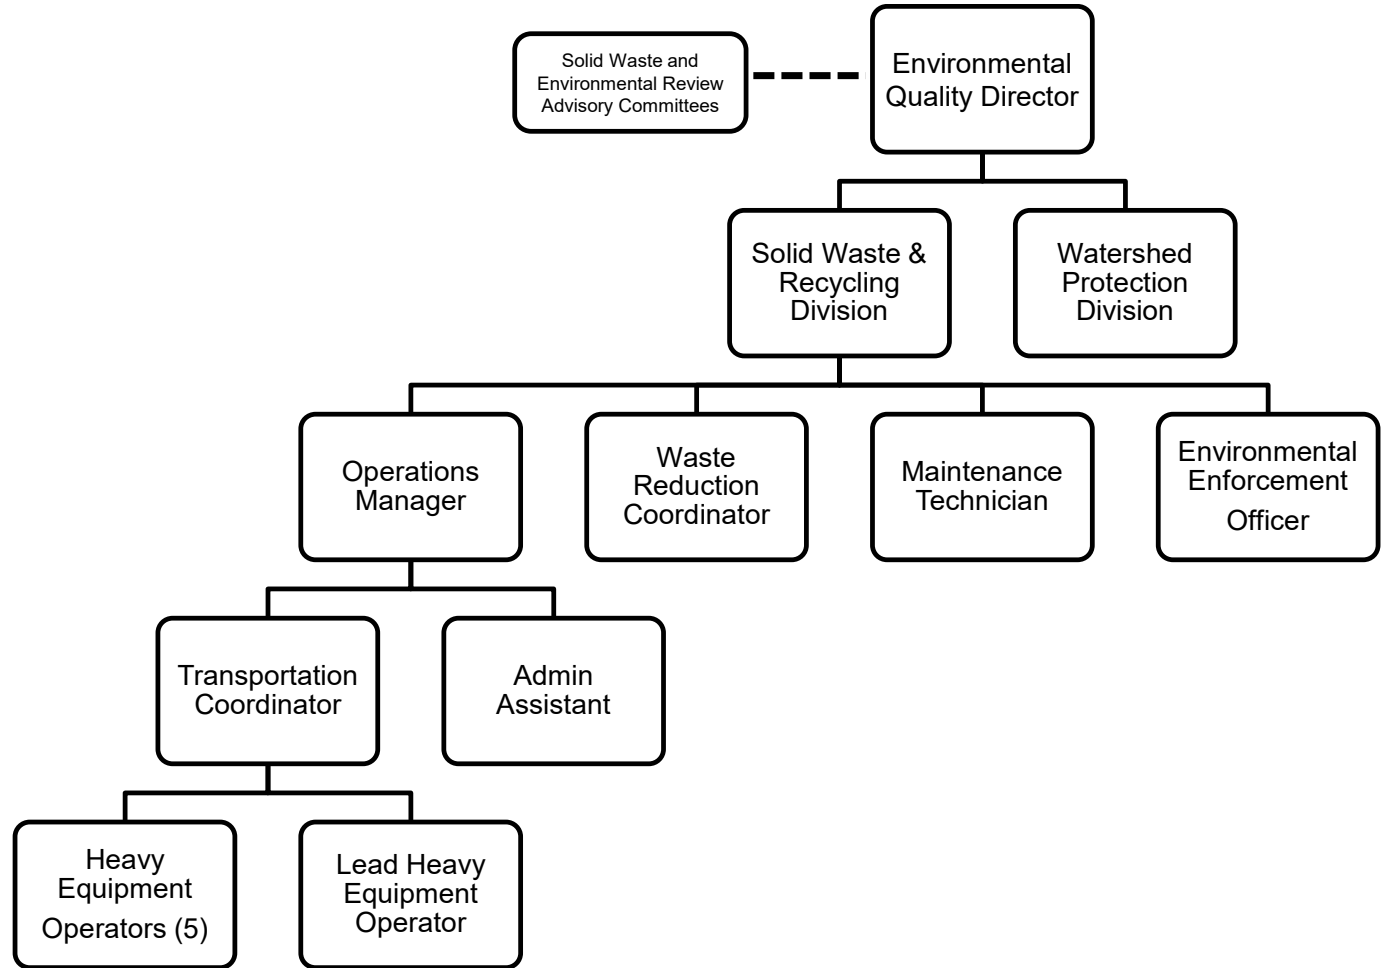 Solid Waste and
Environmental Review
Advisory Committees
Environmental
Quality Director
Solid Waste &
Recycling
Division
Watershed
Protection
Division
Operations
Manager
Waste
Reduction
Coordinator
Maintenance
Technician
Environmental
Enforcement
Officer
Transportation
Coordinator
Admin
Assistant
Heavy
Equipment
Operators (5)
Lead Heavy
Equipment
Operator